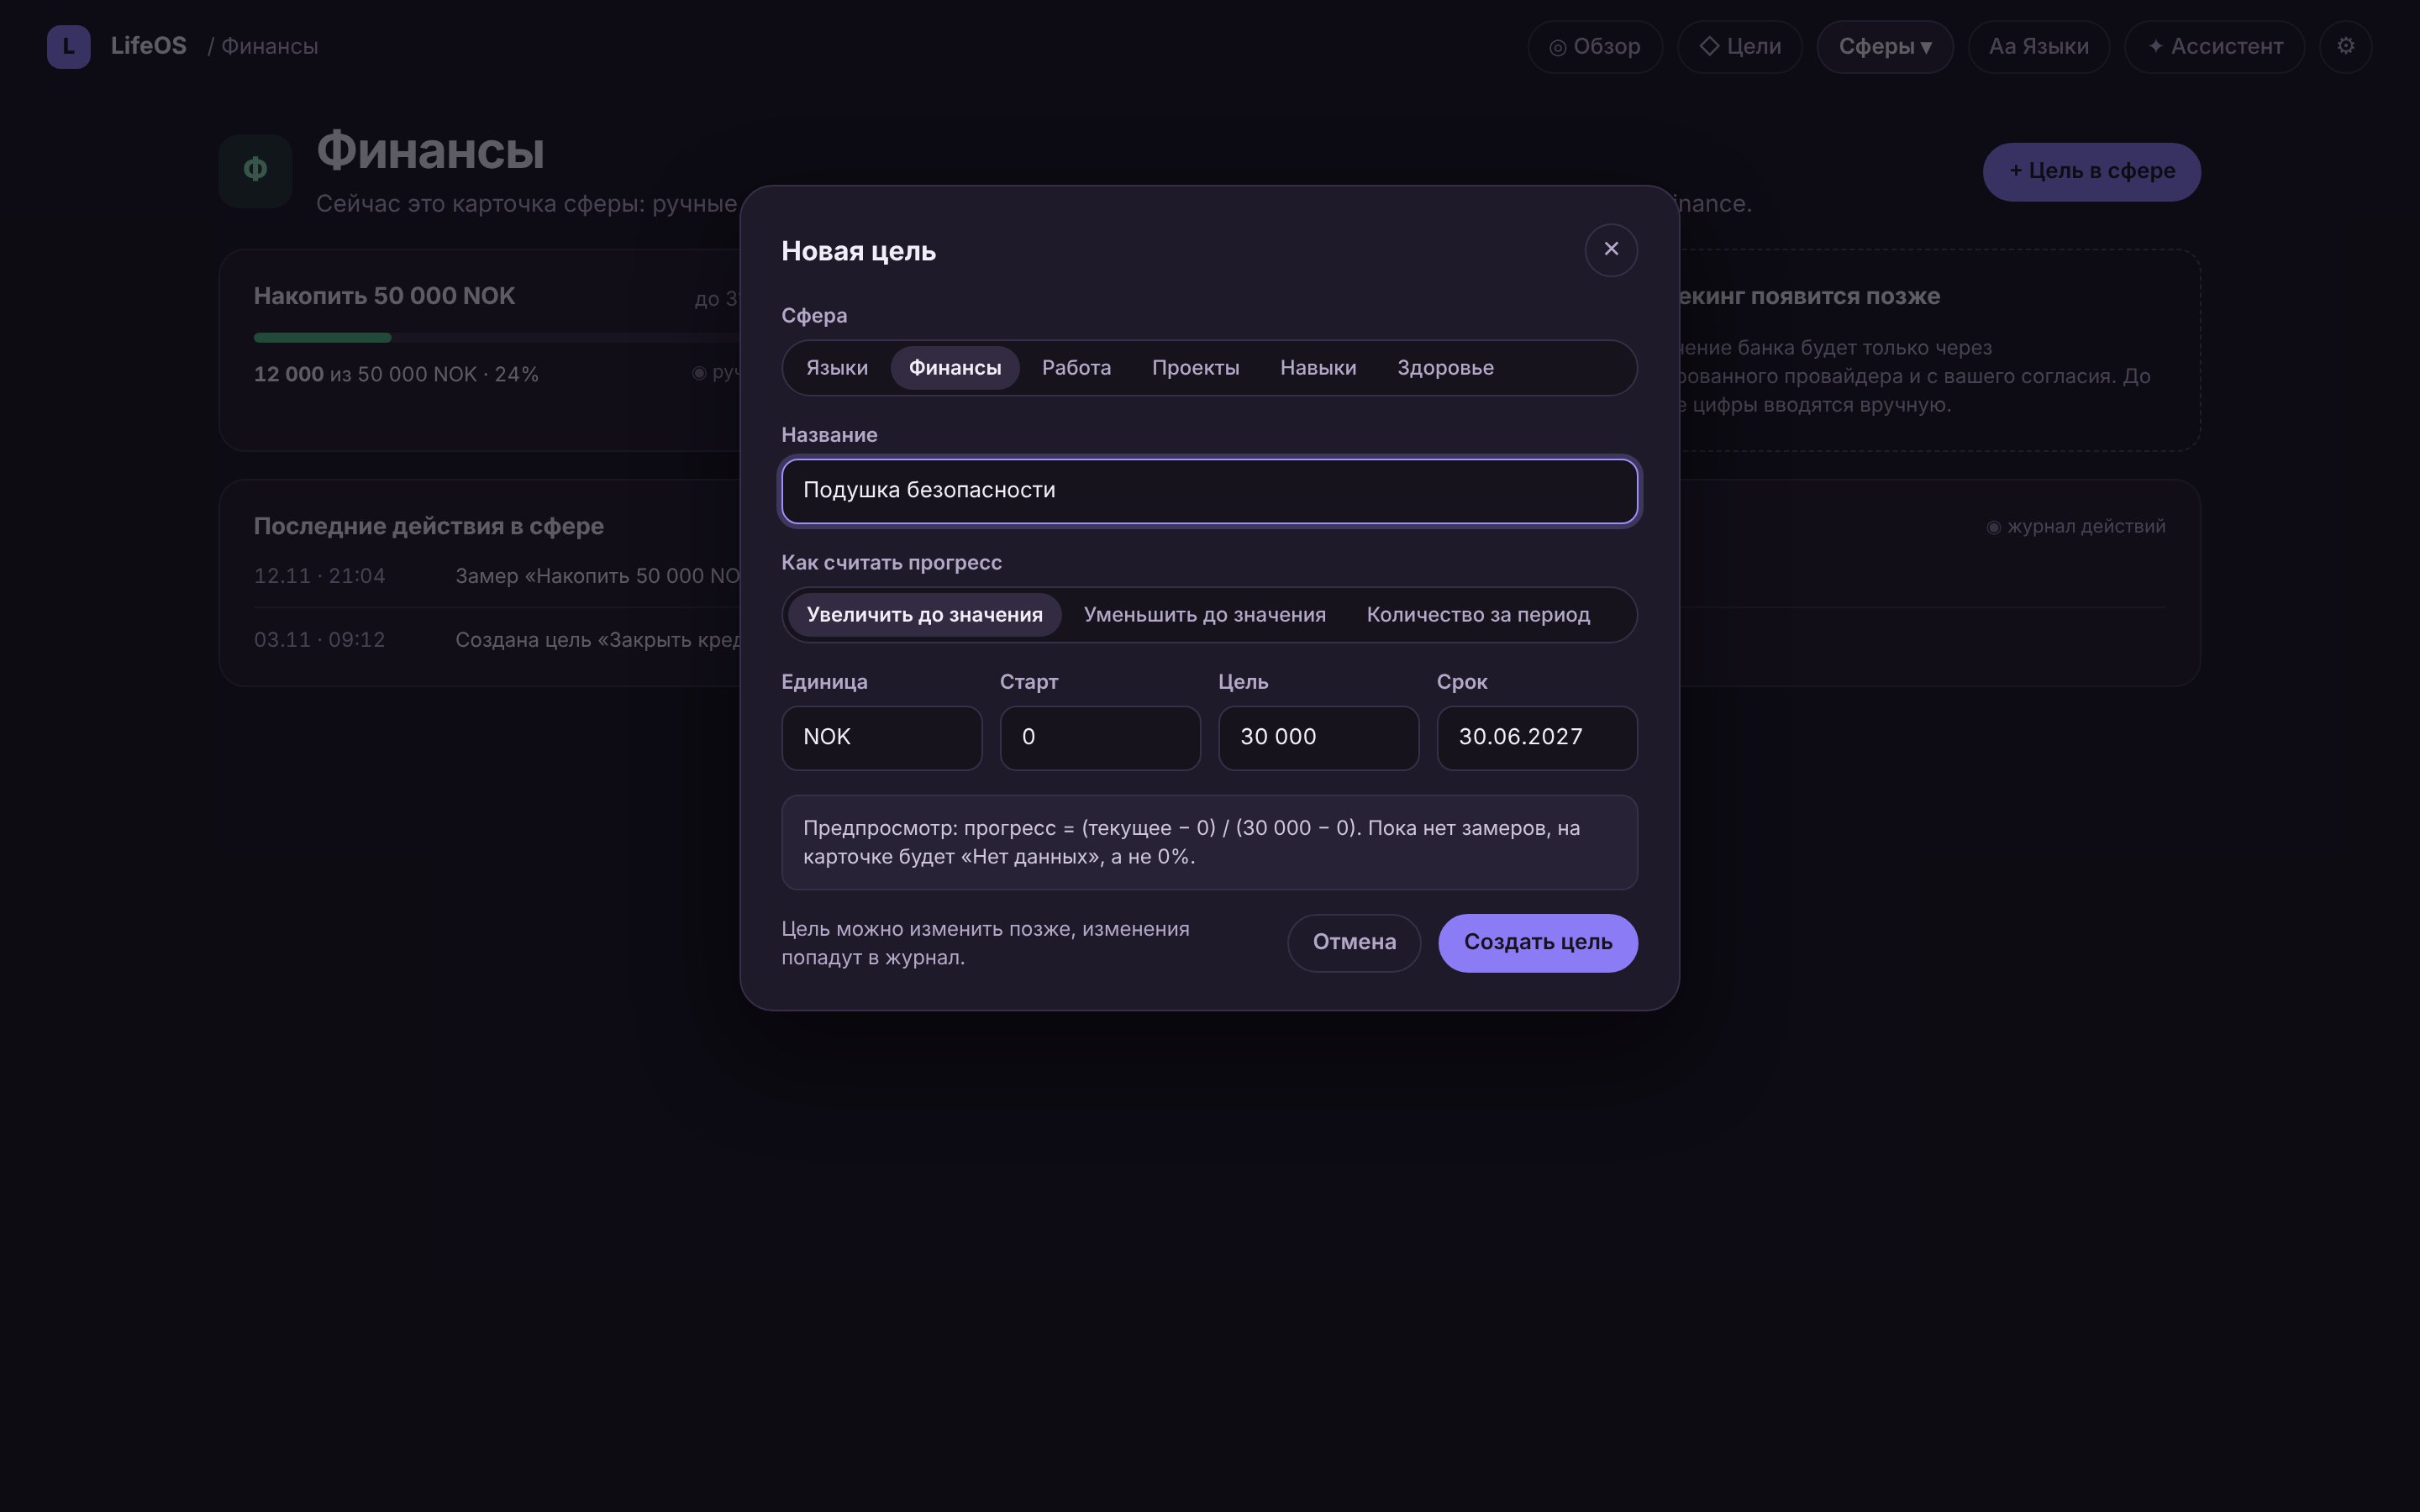 L LifeOS / Финансы
◎ Обзор
◇ Цели
Сферы ▾
Aa Языки
✦ Ассистент
⚙
Ф
Финансы
Сейчас это карточка сферы: ручные
inance.
+ Цель в сфере
Накопить 50 000 NOK
до 3
12 000 из 50 000 NOK · 24%
◉ руч
екинг появится позже
чение банка будет только через
рованного провайдера и с вашего согласия. До
е цифры вводятся вручную.
Последние действия в сфере
◉ журнал действий
12.11 · 21:04 Замер «Накопить 50 000 NO
03.11 · 09:12 Создана цель «Закрыть кред
Новая цель
✕
Сфера
Языки Финансы Работа Проекты Навыки Здоровье
Название
Подушка безопасности
Как считать прогресс
Увеличить до значения Уменьшить до значения Количество за период
Единица Старт Цель Срок
NOK 0 30 000 30.06.2027
Предпросмотр: прогресс = (текущее − 0) / (30 000 − 0). Пока нет замеров, на
карточке будет «Нет данных», а не 0%.
Цель можно изменить позже, изменения
попадут в журнал.
Отмена
Создать цель